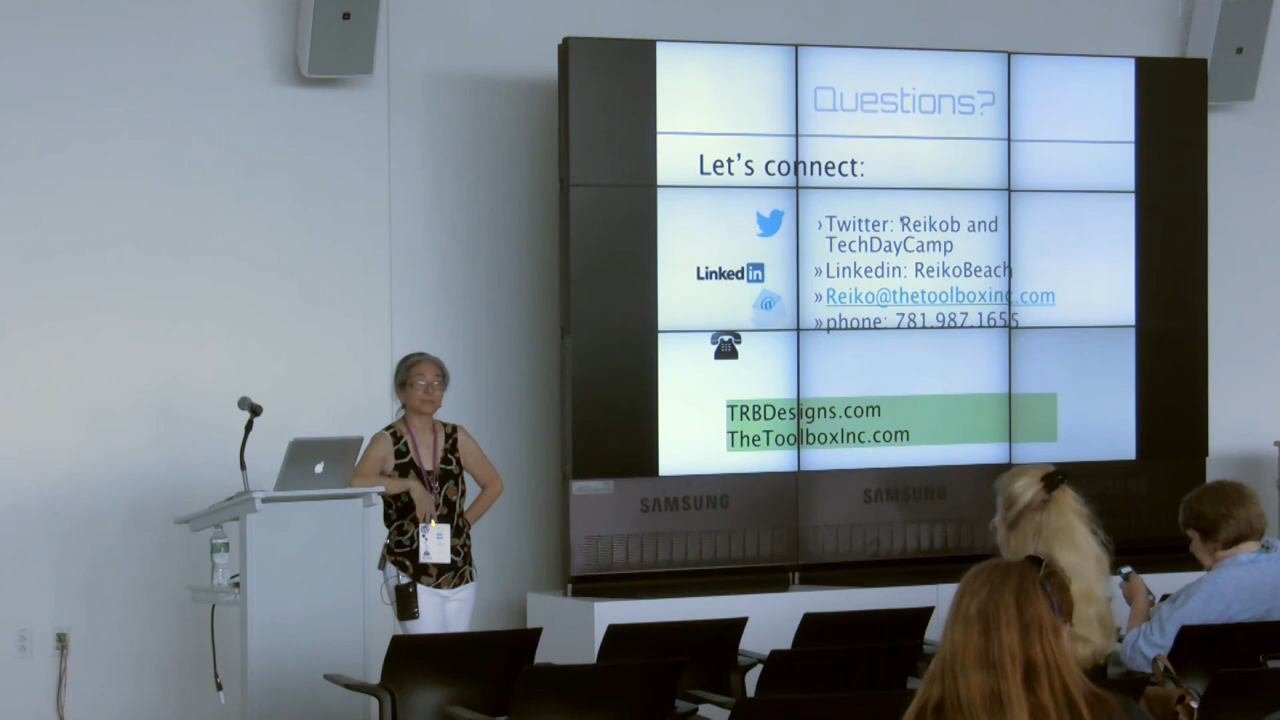 Questions?
Let's connect:
›Twitter: Reikob and
TechDayCamp
Linked in
»Linkedin: ReikoBeach
@
»Reiko@thetoolboxinc.com
»phone: 781.987.1655
TRBDesigns.com
TheToolboxInc.com
SAMSUNG
SAMSUNG